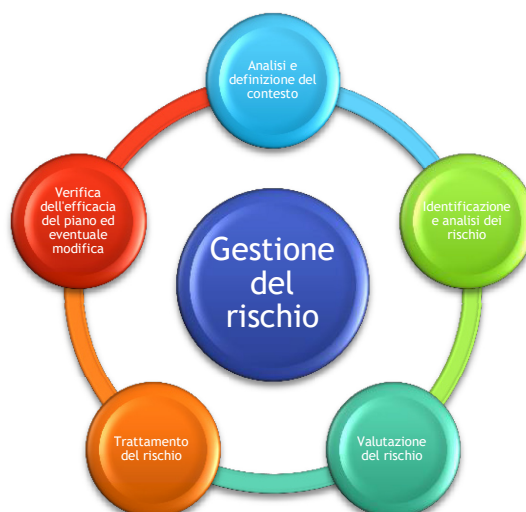 Analisi e
definizione del
contesto
Identificazione
e analisi dei
rischio
Valutazione
del rischio
Trattamento
del rischio
Verifica
dell'efficacia
del piano ed
eventuale
modifica
Gestione
del
rischio